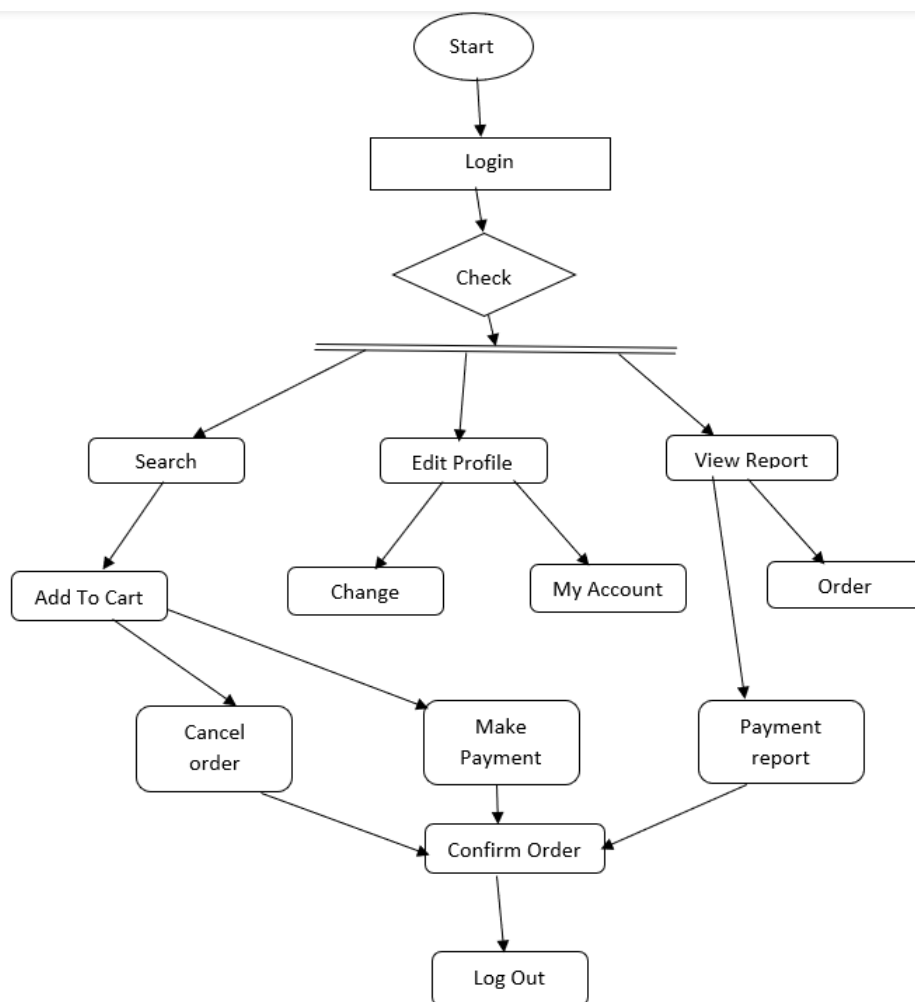 Start
Login
Check
Search
Edit Profile
View Report
Add To Cart
Change
My Account
Order
Cancel
order
Make
Payment
Payment
report
Confirm Order
Log Out